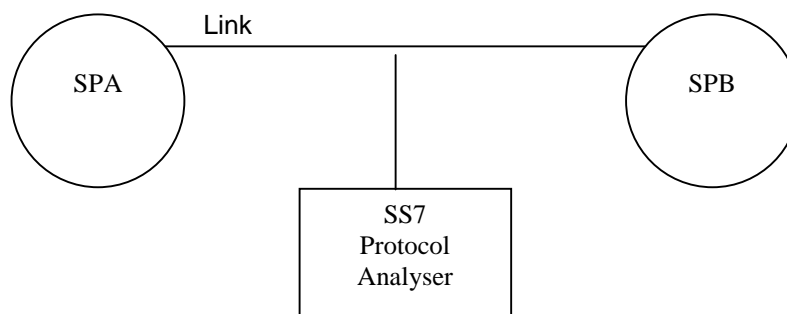 Link
SPA
SPB
SS7
Protocol
Analyser